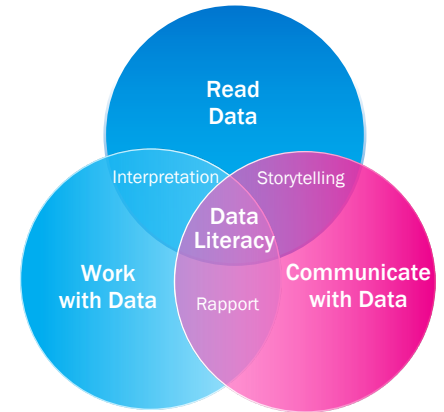 Read
Data
Interpretation
Storytelling
Data
Literacy
Work
with Data
Communicate
with Data
Rapport